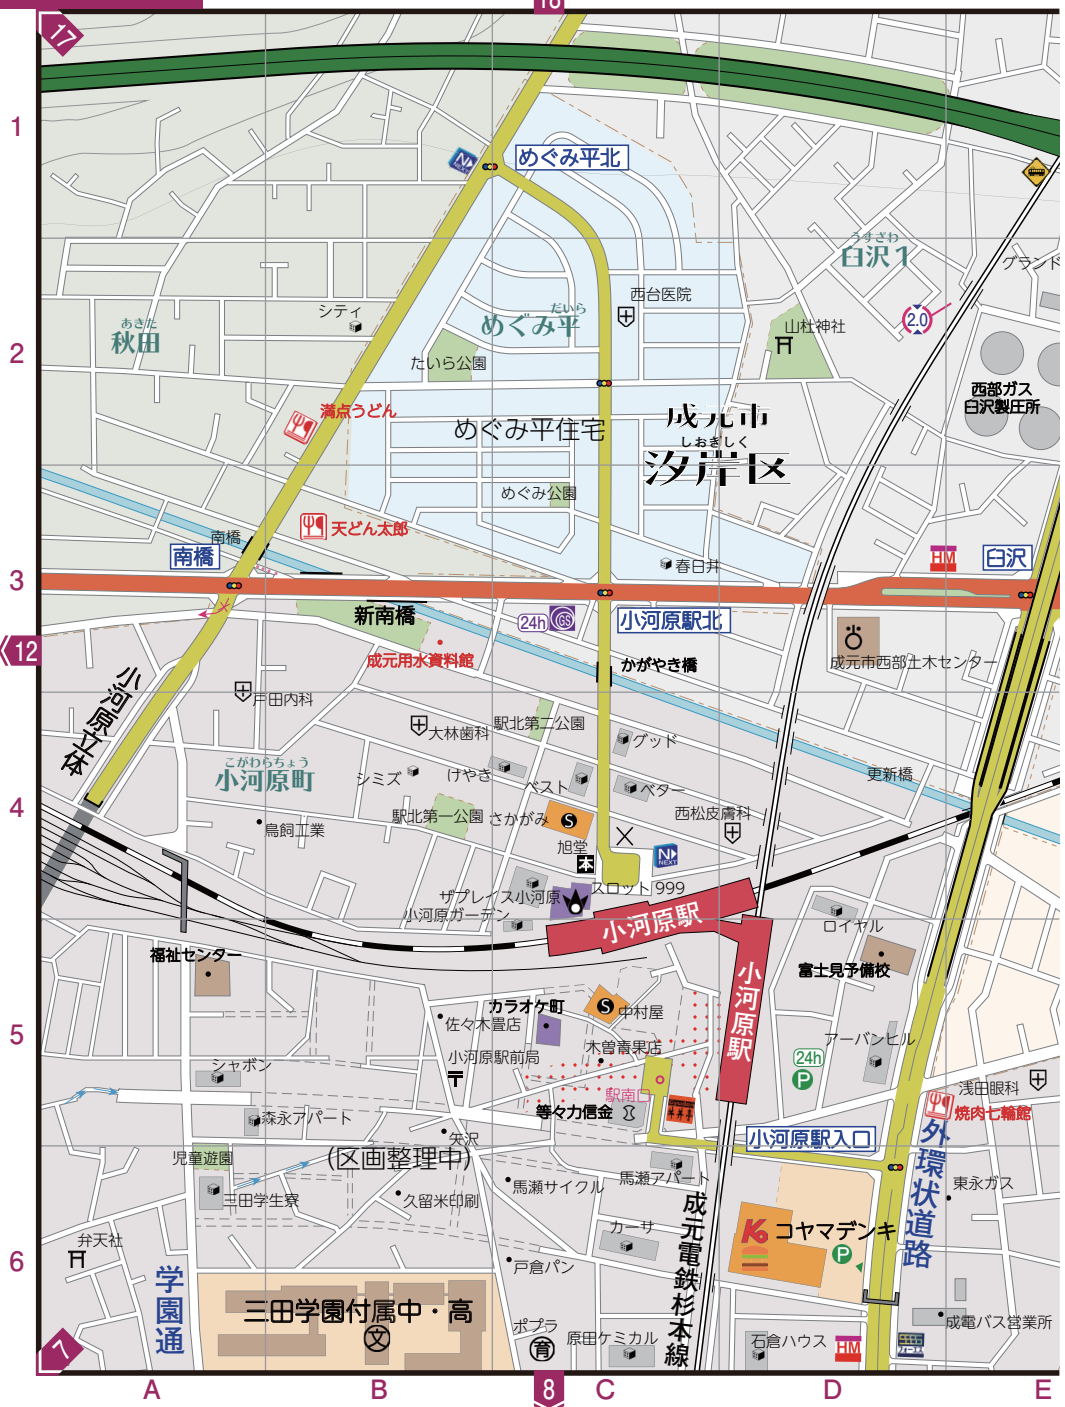 16
17
1
めぐみ平北
N
NEXT
うすざわ
臼沢1
グランド
西台医院
シティ
だいら
めぐみ平
あきた
秋田
2.0
山杜神社
2
たいら公園
西部ガス
臼沢製圧所
満点うどん
めぐみ平住宅
成元市
しおぎしく
汐岸区
めぐみ公園
天どん太郎
南橋
南橋
春日井
HM
臼沢
3
新南橋
24h
GS
小河原駅北
12
成元用水資料館
かがやき橋
成元市西部土木センター
小河原立体
戸田内科
大林歯科
駅北第二公園
グッド
こがわらちょう
小河原町
シミズ
けやき
ベスト
ベター
更新橋
4
駅北第一公園
さかがみ
S
西松皮膚科
鳥飼工業
旭堂
本
N
NEXT
ザプレイス小河原
スロット999
小河原ガーデン
小河原駅
ロイヤル
福祉センター
富士見予備校
小河原駅
カラオケ町
S
中村屋
佐々木畳店
5
木曽青果店
アーバンヒル
小河原駅前局
24h
P
シャボン
駅南口
浅田眼科
等々力信金
焼肉七輪館
森永アパート
矢沢
小河原駅入口
外環状道路
児童遊園
(区画整理中)
馬瀬アパート
馬瀬サイクル
三田学生寮
久留米印刷
東永ガス
成元電鉄杉本線
カーサ
コヤマデンキ
K
P
弁天社
6
戸倉パン
学園通
三田学園付属中・高
文
ポプラ
育
原田ケミカル
石倉ハウス
HM
成電バス営業所
7
8
A
B
C
D
E